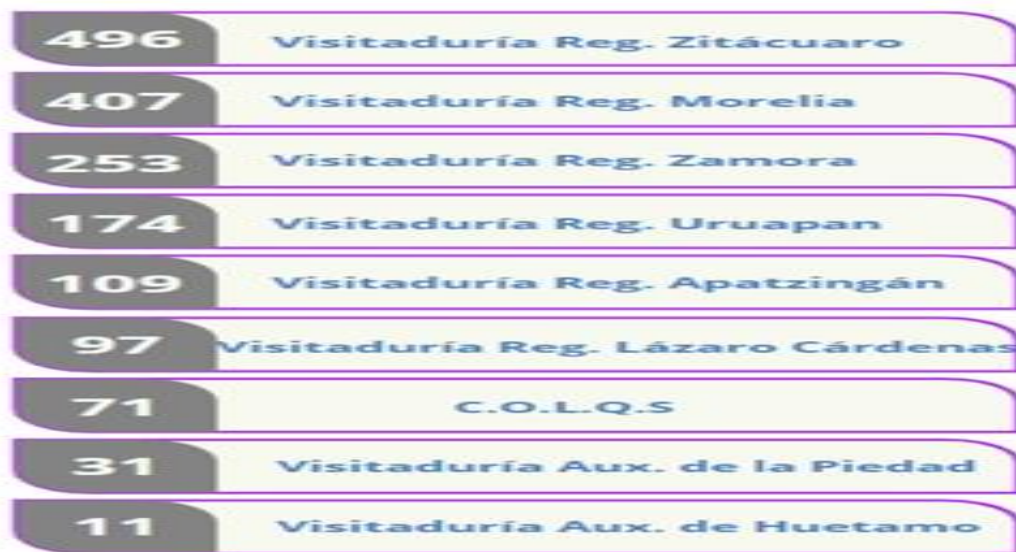 496 Visitaduría Reg. Zitácuaro
407 Visitaduría Reg. Morelia
253 Visitaduría Reg. Zamora
174 Visitaduría Reg. Uruapan
109 Visitaduría Reg. Apatzingán
97 Visitaduría Reg. Lázaro Cárdenas
71 C.O.L.Q.S
31 Visitaduría Aux. de la Piedad
11 Visitaduría Aux. de Huetamo